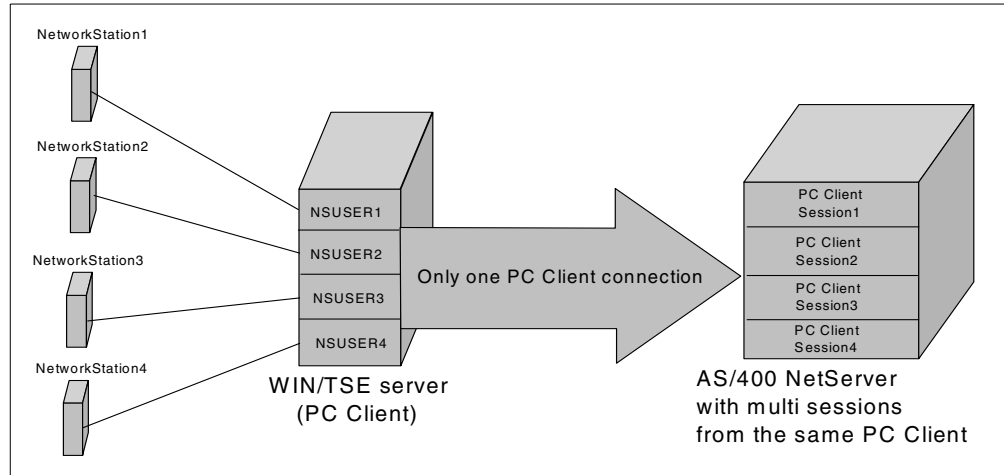 NetworkStation1
NetworkStation2
NetworkStation3
NetworkStation4
NSUSER1
NSUSER2
NSUSER3
NSUSER4
WIN/TSE server
(PC Client)
Only one PC Client connection
PC Client
Session1
PC Client
Session2
PC Client
Session3
PC Client
Session4
AS/400 NetServer
with multi sessions
from the same PC Client